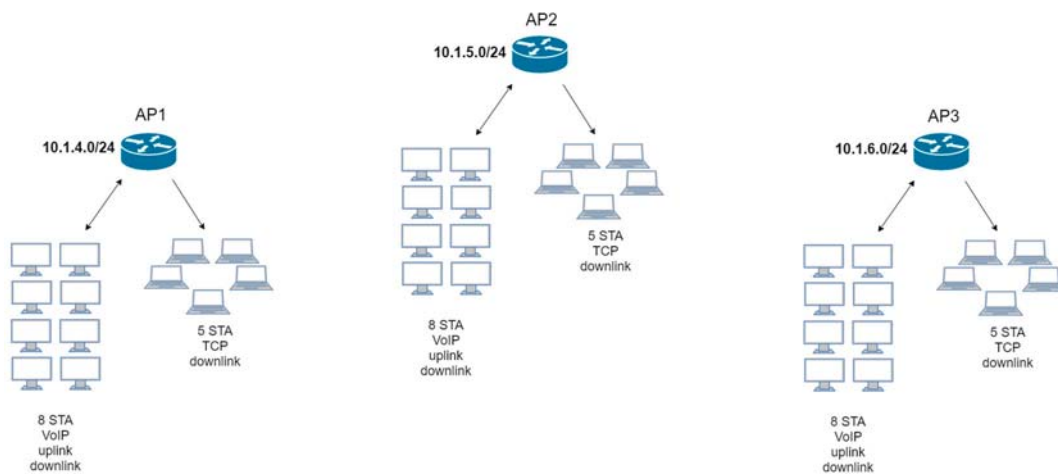 AP1
10.1.4.0/24
8 STA
VoIP
uplink
downlink
5 STA
TCP
downlink
AP2
10.1.5.0/24
8 STA
VoIP
uplink
downlink
5 STA
TCP
downlink
AP3
10.1.6.0/24
8 STA
VoIP
uplink
downlink
5 STA
TCP
downlink